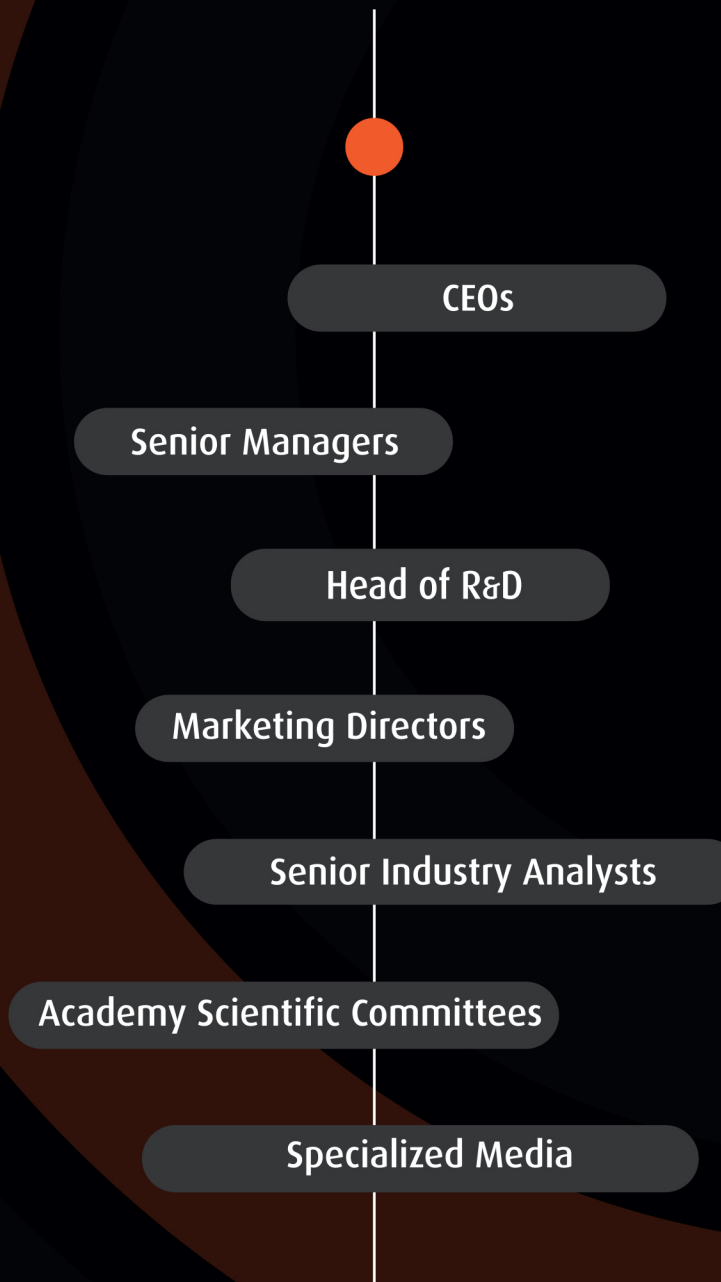 CEOs
Senior Managers
Head of R&D
Marketing Directors
Senior Industry Analysts
Academy Scientific Committees
Specialized Media